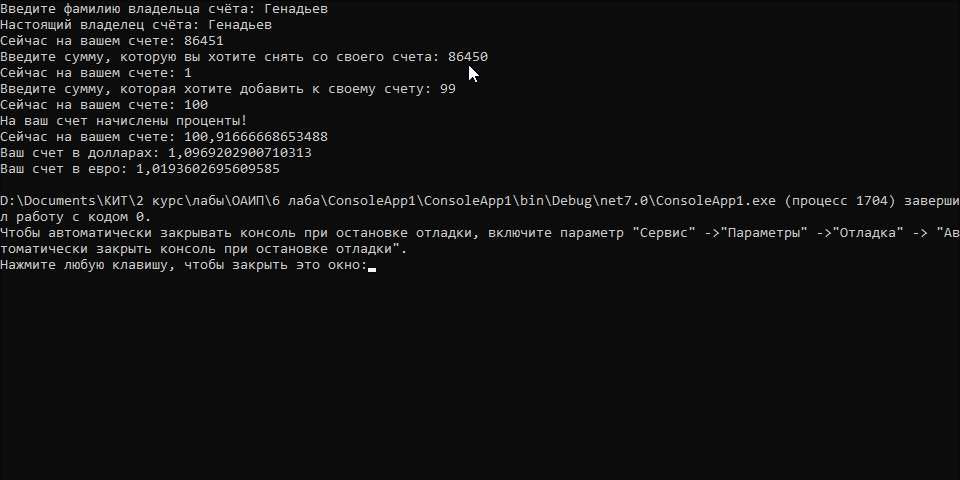 Введите фамилию владельца счёта: Генадьев
Настоящий владелец счёта: Генадьев
Сейчас на вашем счете: 86451
Введите сумму, которую вы хотите снять со своего счета: 86450
Сейчас на вашем счете: 1
Введите сумму, которая хотите добавить к своему счету: 99
Сейчас на вашем счете: 100
На ваш счет начислены проценты!
Сейчас на вашем счете: 100,91666668653488
Ваш счет в долларах: 1,0969202900710313
Ваш счет в евро: 1,0193602695609585
D:\Documents\КИТ\2 курс\лабы\ОАИП\6 лаба\ConsoleApp1\ConsoleApp1\bin\Debug\net7.0\ConsoleApp1.exe (процесс 1704) заверши
л работу с кодом 0.
Чтобы автоматически закрывать консоль при остановке отладки, включите параметр "Сервис" ->"Параметры" ->"Отладка" -> "Ав
томатически закрыть консоль при остановке отладки".
Нажмите любую клавишу, чтобы закрыть это окно: